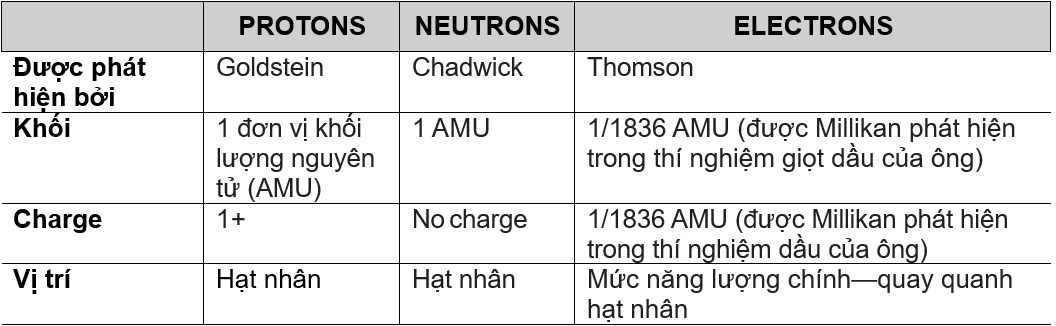 PROTONS NEUTRONS ELECTRONS
Được phát hiện bởi
Goldstein
Chadwick
Thomson
Khối
1 đơn vị khối
lượng nguyên
tử (AMU)
1 AMU
1/1836 AMU (được Millikan phát hiện
trong thí nghiệm giọt dầu của ông)
Charge
1+
No charge
1/1836 AMU (được Millikan phát hiện
trong thí nghiệm dầu của ông)
Vị trí
Hạt nhân
Hạt nhân
Mức năng lượng chính—quay quanh
hạt nhân